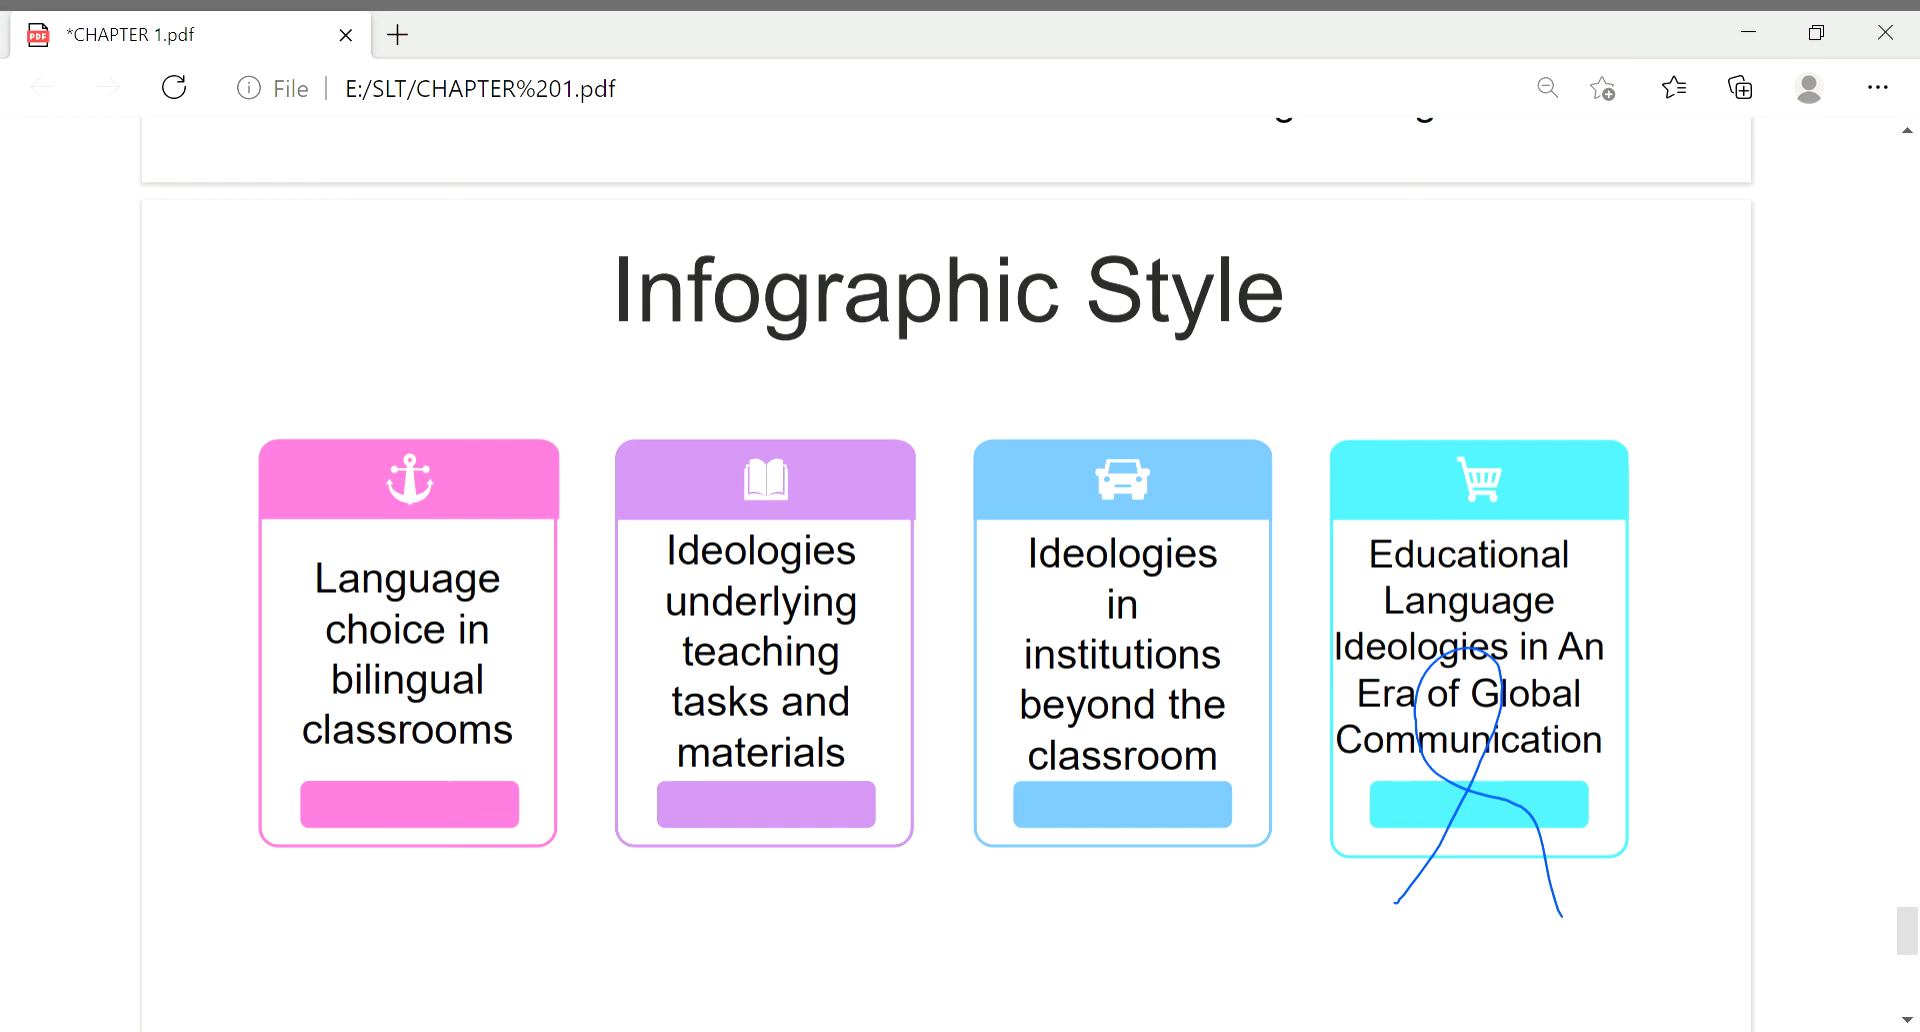 *CHAPTER 1.pdf
File
E:/SLT/CHAPTER%201.pdf
Infographic Style
Language
choice in
bilingual
classrooms
Ideologies
underlying
teaching
tasks and
materials
Ideologies
in
institutions
beyond the
classroom
Educational
Language
Ideologies in An
Era of Global
Communication